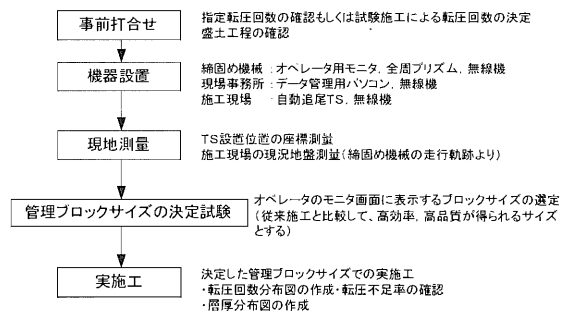 事前打合せ
指定転圧回数の確認もしくは試験施工による転圧回数の決定
盛土工程の確認
機器設置
締固め機械 : オペレータ用モニタ, 全周プリズム, 無線機
現場事務所 : データ管理用パソコン, 無線機
施工現場 : 自動追尾TS, 無線機
現地測量
TS設置位置の座標測量
施工現場の現況地盤測量(締固め機械の走行軌跡より)
管理ブロックサイズの決定試験
オペレータのモニタ画面に表示するブロックサイズの選定
(従来施工と比較して、高効率, 高品質が得られるサイズ
とする)
実施工
決定した管理ブロックサイズでの実施工
・転圧回数分布図の作成・転圧不足率の確認
・層厚分布図の作成